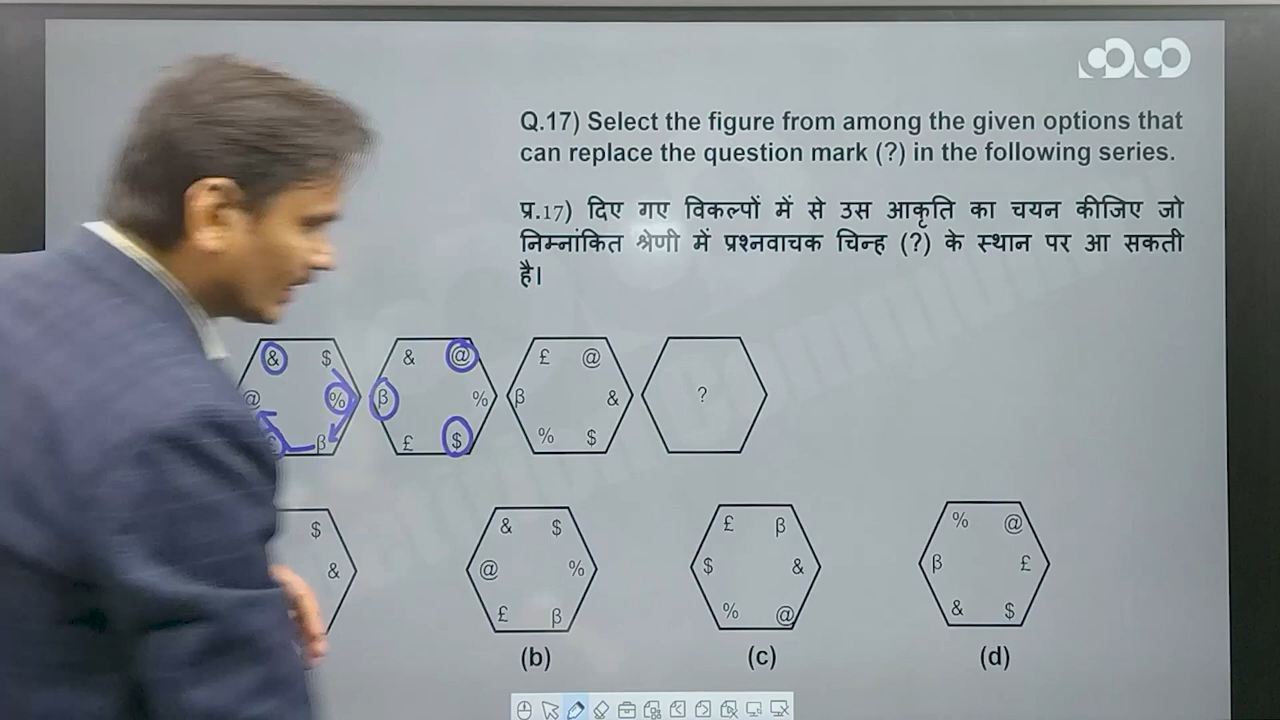 Q.17) Select the figure from among the given options that
can replace the question mark (?) in the following series.
प्र.17) दिए गए विकल्पों में से उस आकृति का चयन कीजिए जो
निम्नांकित श्रेणी में प्रश्नवाचक चिन्ह (?) के स्थान पर आ सकती
है।
& $ & @ £ @
@ % β % β & ?
β £ $ % $
$ & $ £ β % @
& @ % $ & β £
£ β % @ & $
(b) (c) (d)